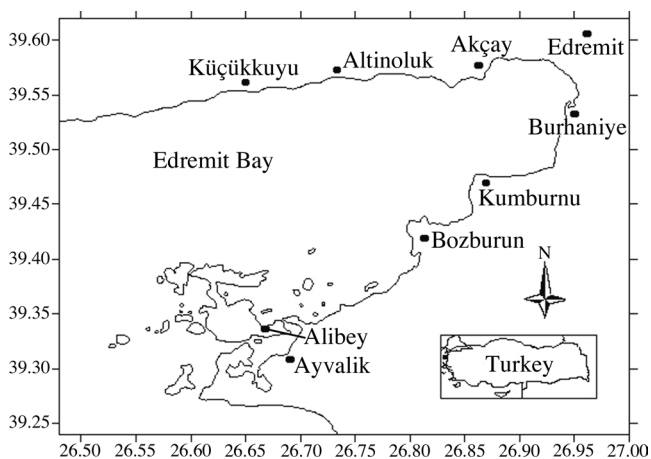 39.60
39.55
39.50
39.45
39.40
39.35
39.30
39.25
Küçükkuyu
Altinoluk
Akçay
Edremit
Burhaniye
Edremit Bay
Kumburnu
Bozburun
N
Alibey
Ayvalik
Turkey
26.50 26.55 26.60 26.65 26.70 26.75 26.80 26.85 26.90 26.95 27.00